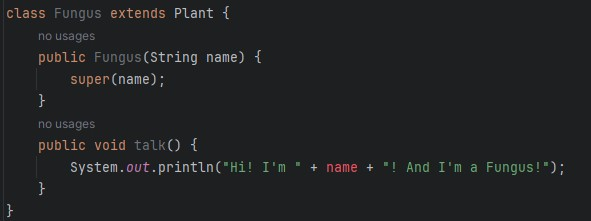 class Fungus extends Plant {
no usages
public Fungus(String name) {
super(name);
}
no usages
public void talk() {
System.out.println("Hi! I'm " + name + "! And I'm a Fungus!");
}
}